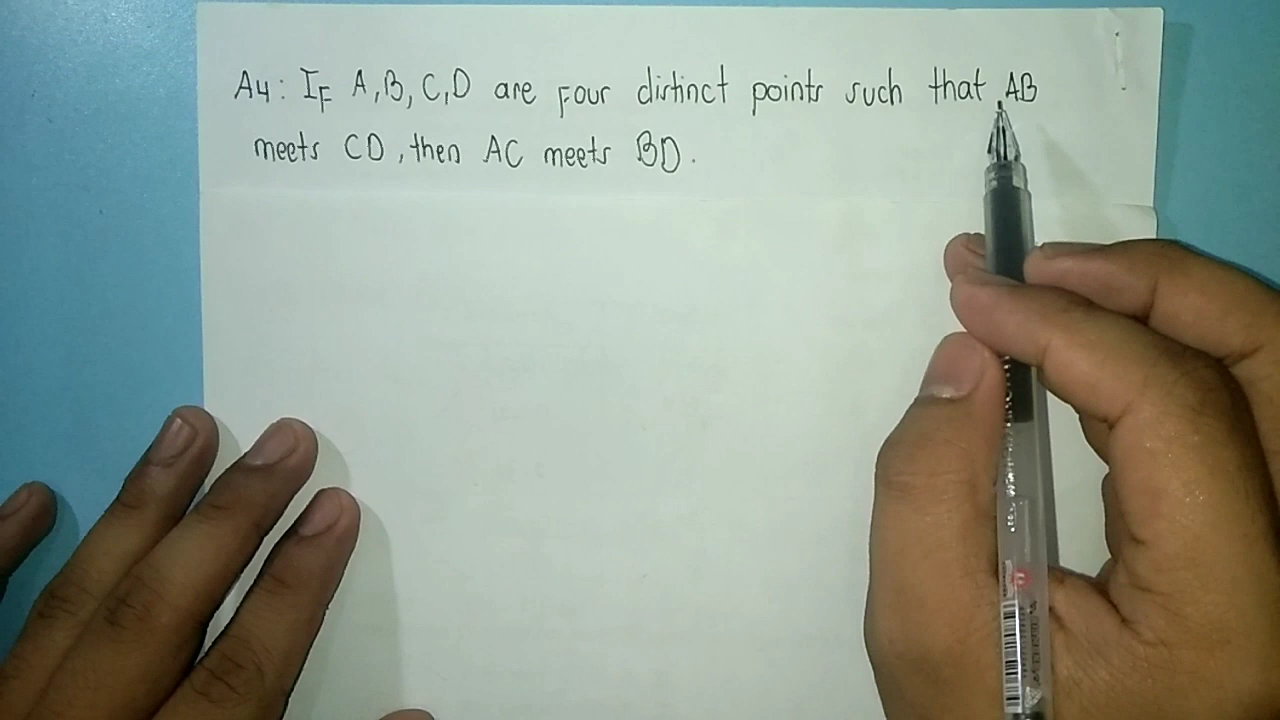 A4: IF A,B,C,D are four distinct points such that AB
meets CD, then AC meets BD.